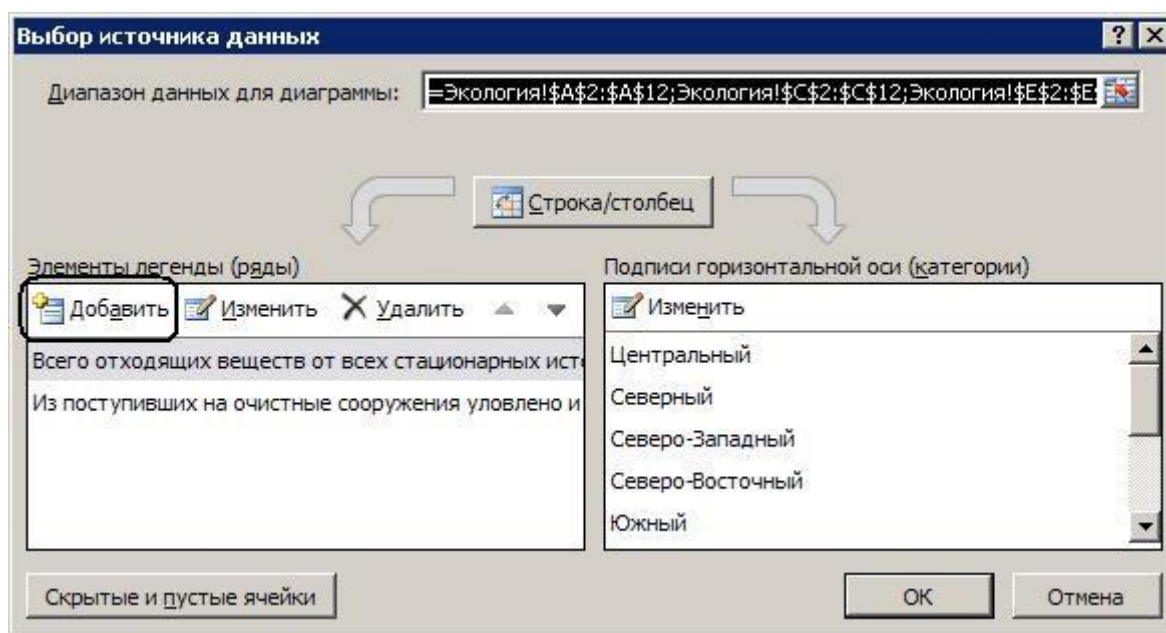 Выбор источника данных
Диапазон данных для диаграммы: =Экология!$A$2:$A$12;Экология!$C$2:$C$12;Экология!$E$2:$E
Строка/столбец
Элементы легенды (ряды)
Добавить Изменить Удалить
Всего отходящих веществ от всех стационарных ист
Из поступивших на очистные сооружения уловлено и
Подписи горизонтальной оси (категории)
Изменить
Центральный
Северный
Северо-Западный
Северо-Восточный
Южный
Скрытые и пустые ячейки
ОК Отмена